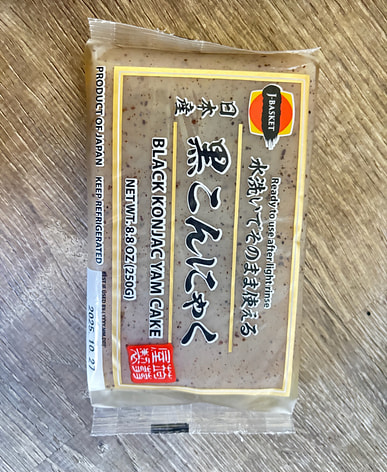 J-BASKET
Ready to use after light rinse
水洗いでそのまま使える
日本産
黒こんにゃく
BLACK KONJAC YAM CAKE
NET WT. 8.8 OZ (250G)
PRODUCT OF JAPAN KEEP REFRIGERATED
2025.10.27